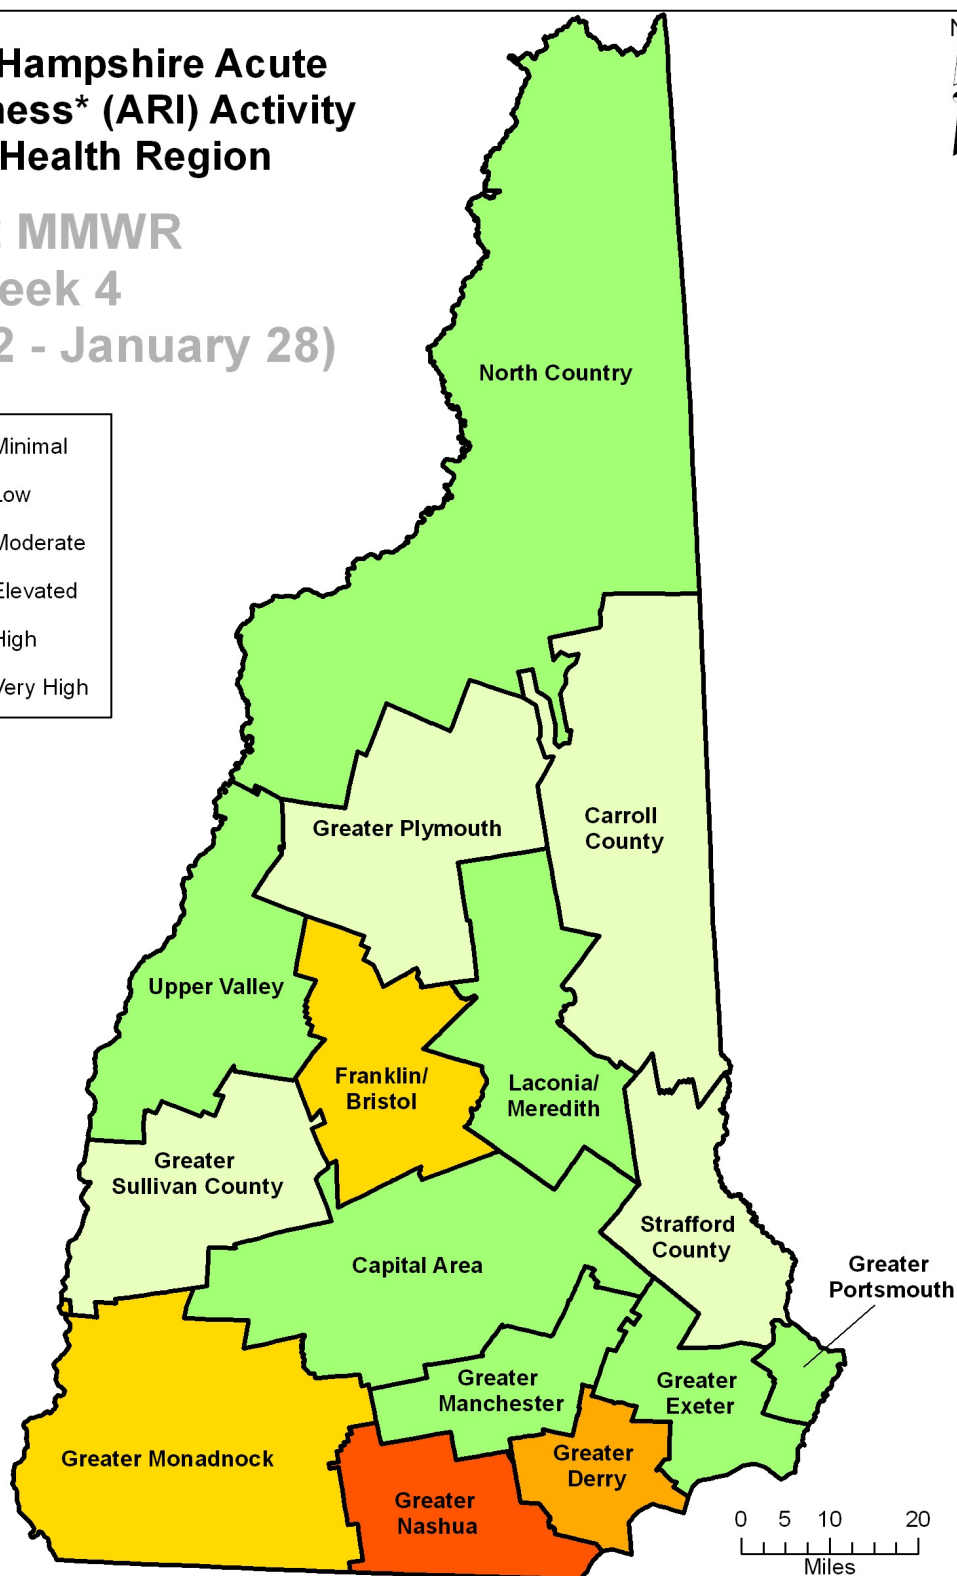 Hampshire Acute
ness* (ARI) Activity
Health Region
MMWR
eek 4
2 - January 28)
Minimal
Low
Moderate
Elevated
High
Very High
N
North Country
Greater Plymouth
Carroll
County
Upper Valley
Franklin/
Bristol
Laconia/
Meredith
Greater
Sullivan County
Strafford
County
Capital Area
Greater
Portsmouth
Greater
Manchester
Greater
Exeter
Greater Monadnock
Greater
Derry
Greater
Nashua
0 5 10 20
Miles